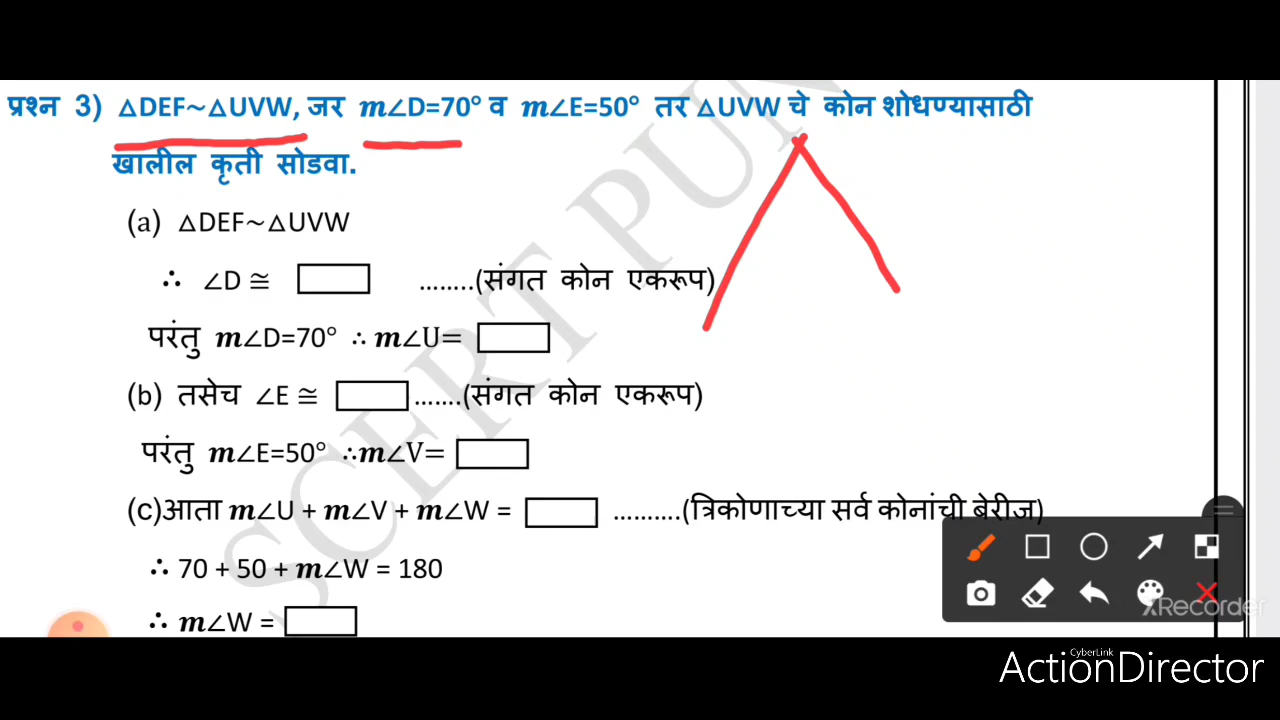 प्रश्न 3) △DEF~△UVW, जर m∠D=70° व m∠E=50° तर △UVW चे कोन शोधण्यासाठी
खालील कृती सोडवा.
(a) △DEF~△UVW
∴ ∠D ≅ ........(संगत कोन एकरूप)
परंतु m∠D=70° ∴ m∠U=
(b) तसेच ∠E ≅ .......(संगत कोन एकरूप)
परंतु m∠E=50° ∴m∠V=
(c)आता m∠U + m∠V + m∠W = ..........(त्रिकोणाच्या सर्व कोनांची बेरीज)
∴ 70 + 50 + m∠W = 180
∴ m∠W =
SCERT PUN
XRecorder
CyberLink
ActionDirector